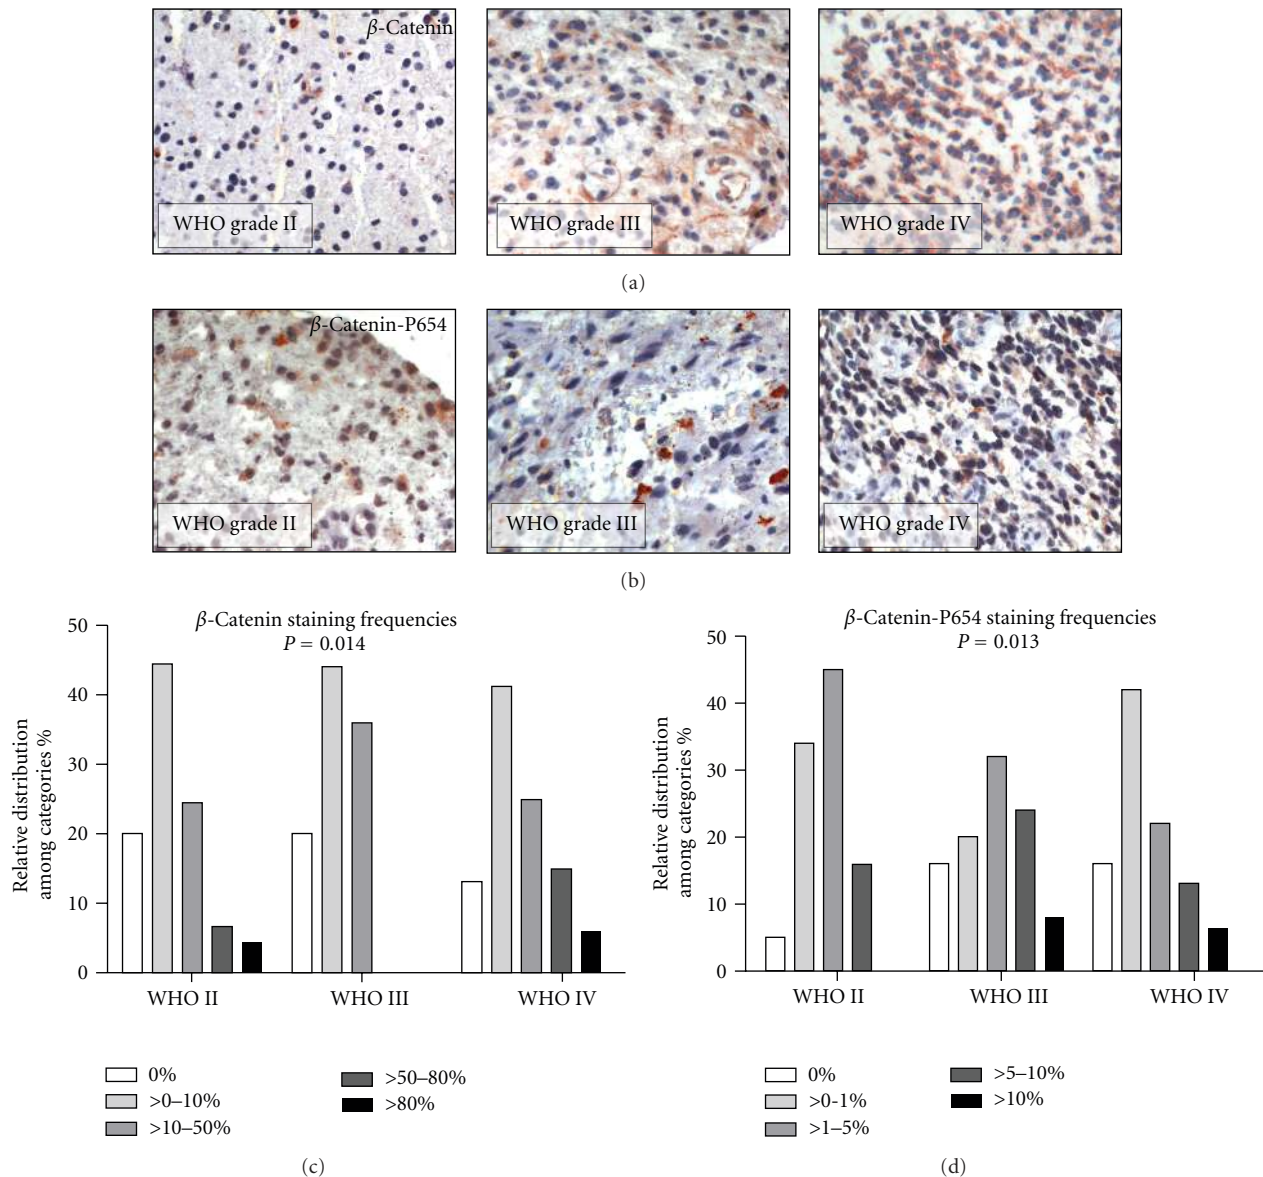 β-Catenin
WHO grade II
WHO grade III
WHO grade IV
(a)
β-Catenin-P654
WHO grade II
WHO grade III
WHO grade IV
(b)
β-Catenin staining frequencies
P = 0.014
Relative distribution
among categories %
50
40
30
20
10
0
WHO II
WHO III
WHO IV
0%
>0–10%
>10–50%
>50–80%
>80%
(c)
β-Catenin-P654 staining frequencies
P = 0.013
Relative distribution
among categories %
50
40
30
20
10
0
WHO II
WHO III
WHO IV
0%
>0-1%
>1–5%
>5–10%
>10%
(d)